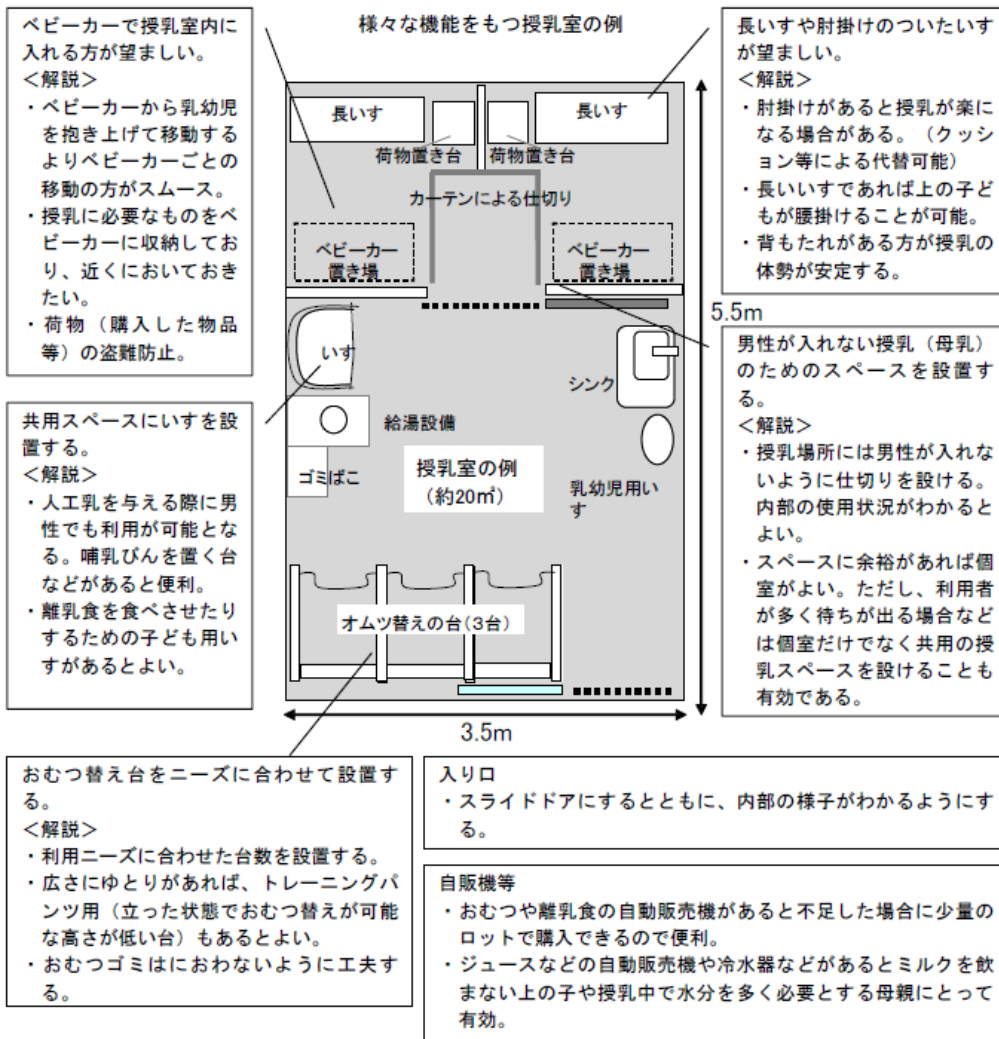 様々な機能をもつ授乳室の例
ベビーカーで授乳室内に
入れる方が望ましい。
＜解説＞
・ベビーカーから乳幼児
を抱き上げて移動する
よりベビーカーごとの
移動の方がスムース。
・授乳に必要なものをベ
ビーカーに収納してお
り、近くにおいておき
たい。
・荷物（購入した物品
等）の盗難防止。
共用スペースにいすを設
置する。
＜解説＞
・人工乳を与える際に男
性でも利用が可能とな
る。哺乳びんを置く台
などがあると便利。
・離乳食を食べさせたり
するための子ども用い
すがあるとよい。
長いす
長いす
荷物置き台
荷物置き台
カーテンによる仕切り
ベビーカー
置き場
ベビーカー
置き場
いす
シンク
給湯設備
ゴミばこ
授乳室の例
（約20㎡）
乳幼児用い
す
オムツ替えの台（3台）
5.5m
3.5m
長いすや肘掛けのついたいす
が望ましい。
＜解説＞
・肘掛けがあると授乳が楽に
なる場合がある。（クッシ
ョン等による代替可能）
・長いいすであれば上の子ど
もが腰掛けることが可能。
・背もたれがある方が授乳の
体勢が安定する。
男性が入れない授乳（母乳）
のためのスペースを設置す
る。
＜解説＞
・授乳場所には男性が入れな
いように仕切りを設ける。
内部の使用状況がわかると
よい。
・スペースに余裕があれば個
室がよい。ただし、利用者
が多く待ちが出る場合など
は個室だけでなく共用の授
乳スペースを設けることも
有効である。
おむつ替え台をニーズに合わせて設置す
る。
＜解説＞
・利用ニーズに合わせた台数を設置する。
・広さにゆとりがあれば、トレーニングパ
ンツ用（立った状態でおむつ替えが可能
な高さが低い台）もあるとよい。
・おむつゴミはにおわないように工夫す
る。
入り口
・スライドドアにするとともに、内部の様子がわかるようにす
る。
自販機等
・おむつや離乳食の自動販売機があると不足した場合に少量の
ロットで購入できるので便利。
・ジュースなどの自動販売機や冷水器などがあるとミルクを飲
まない上の子や授乳中で水分を多く必要とする母親にとって
有効。